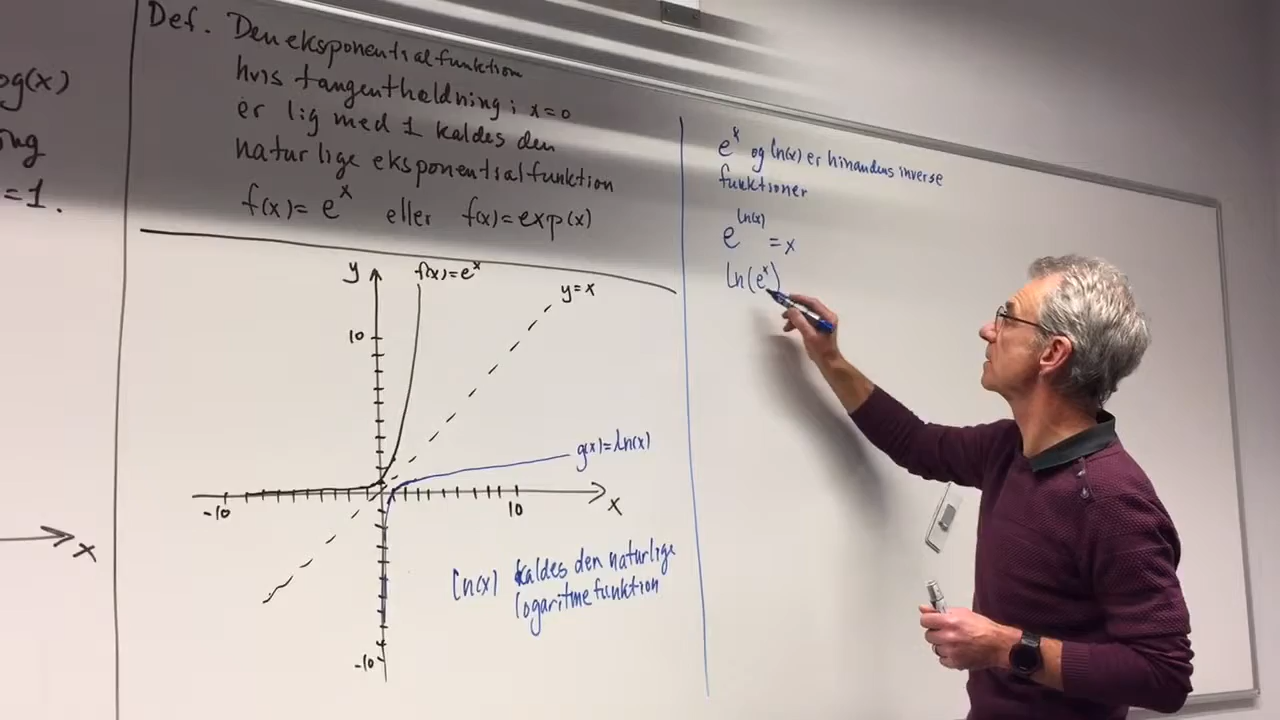 og(x)
=1.
x
Def. Den eksponentialfunktion
hvis tangenthældning i x=0
er lig med 1 kaldes den
naturlige eksponentialfunktion
f(x)=e^x eller f(x)=exp(x)
y
f(x)=e^x
y=x
10
g(x)=ln(x)
-10
10
x
ln(x) kaldes den naturlige
logaritmefunktion
-10
e^x og ln(x) er hinandens inverse
funktioner
e^ln(x) = x
ln(e^x)